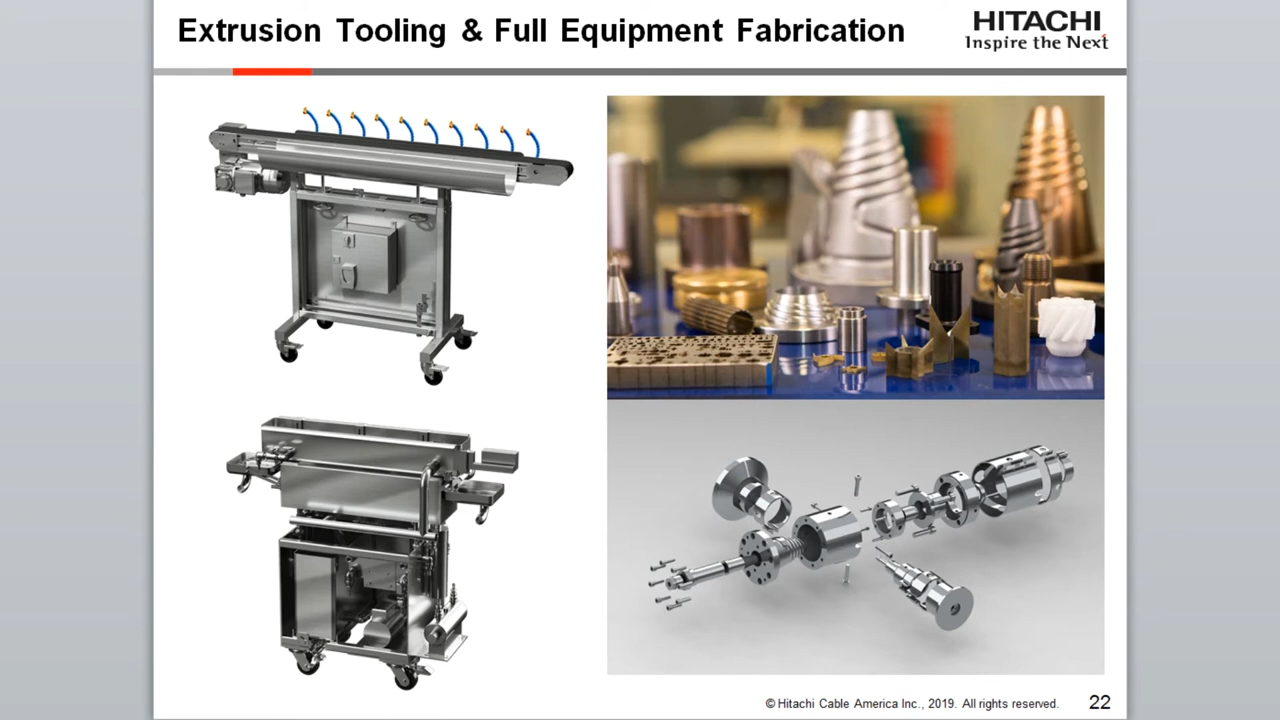 Extrusion Tooling & Full Equipment Fabrication
HITACHI
Inspire the Next
© Hitachi Cable America Inc., 2019. All rights reserved.
22